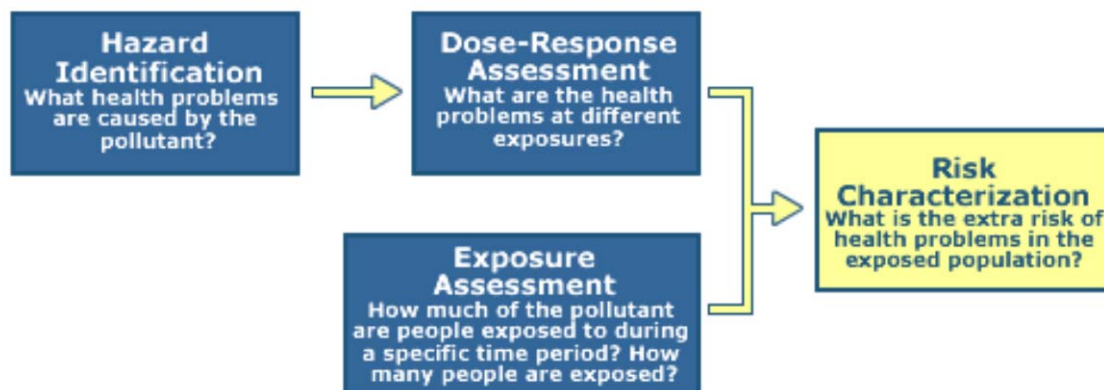 Hazard
Identification
What health problems
are caused by the
pollutant?
Dose-Response
Assessment
What are the health
problems at different
exposures?
Exposure
Assessment
How much of the pollutant
are people exposed to during
a specific time period? How
many people are exposed?
Risk
Characterization
What is the extra risk of
health problems in the
exposed population?